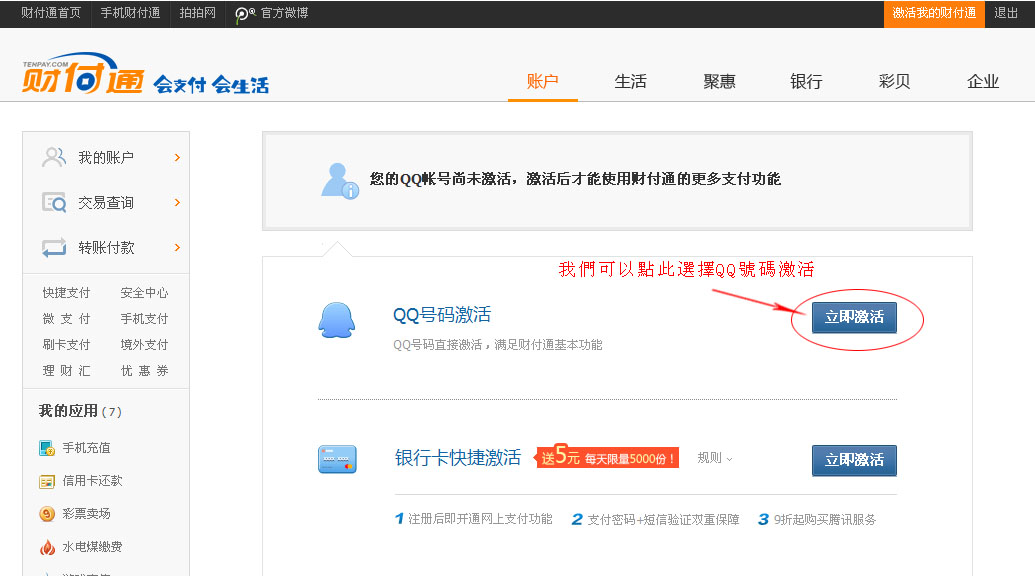 财付通首页 手机财付通 拍拍网 官方微博 激活我的财付通 退出
TENPAY.COM
财付通 会支付 会生活
账户 生活 聚惠 银行 彩贝 企业
我的账户
交易查询
转账付款
快捷支付 安全中心
微 支 付 手机支付
刷卡支付 境外支付
理 财 汇 优 惠 券
我的应用(7)
手机充值
信用卡还款
彩票卖场
水电煤缴费
您的QQ帐号尚未激活，激活后才能使用财付通的更多支付功能
我們可以點此選擇QQ號碼激活
QQ号码激活 立即激活
QQ号码直接激活，满足财付通基本功能
银行卡快捷激活 送5元 每天限量5000份！ 规则 立即激活
1 注册后即开通网上支付功能 2 支付密码+短信验证双重保障 3 9折起购买腾讯服务